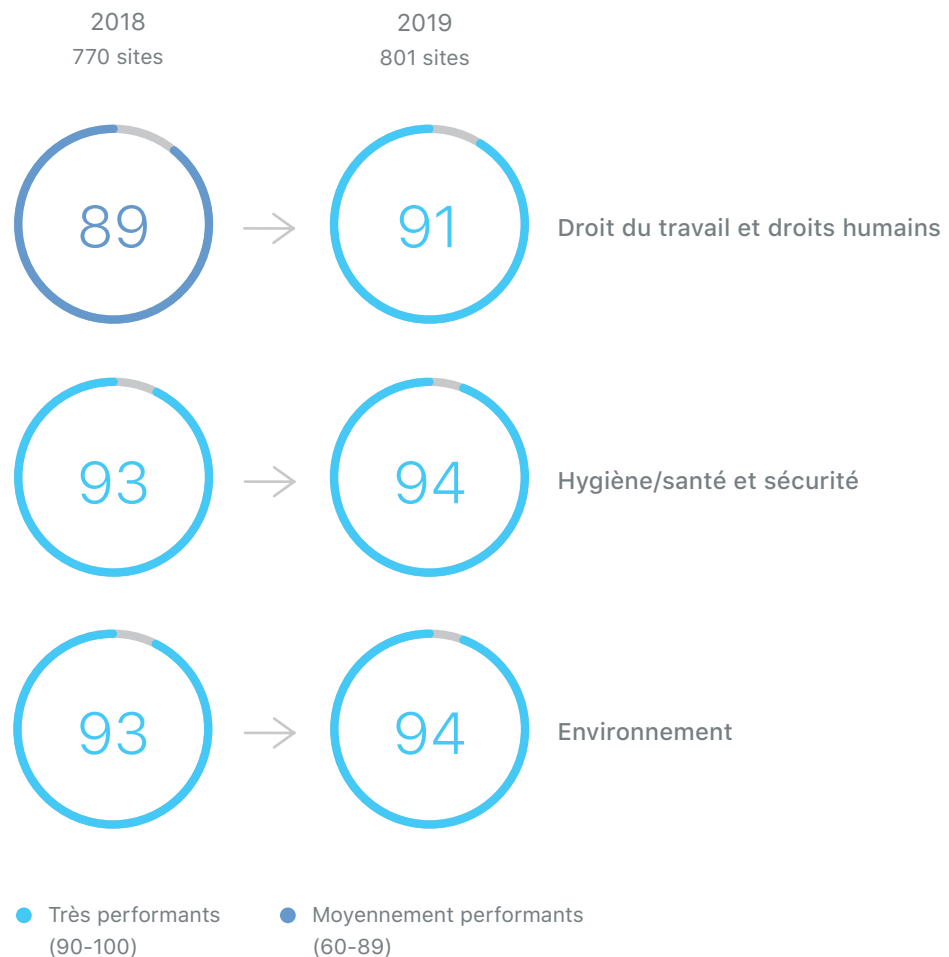 2018
2019
770 sites
801 sites
89
91
Droit du travail et droits humains
93
94
Hygiène/santé et sécurité
93
94
Environnement
Très performants
(90-100)
Moyennement performants
(60-89)